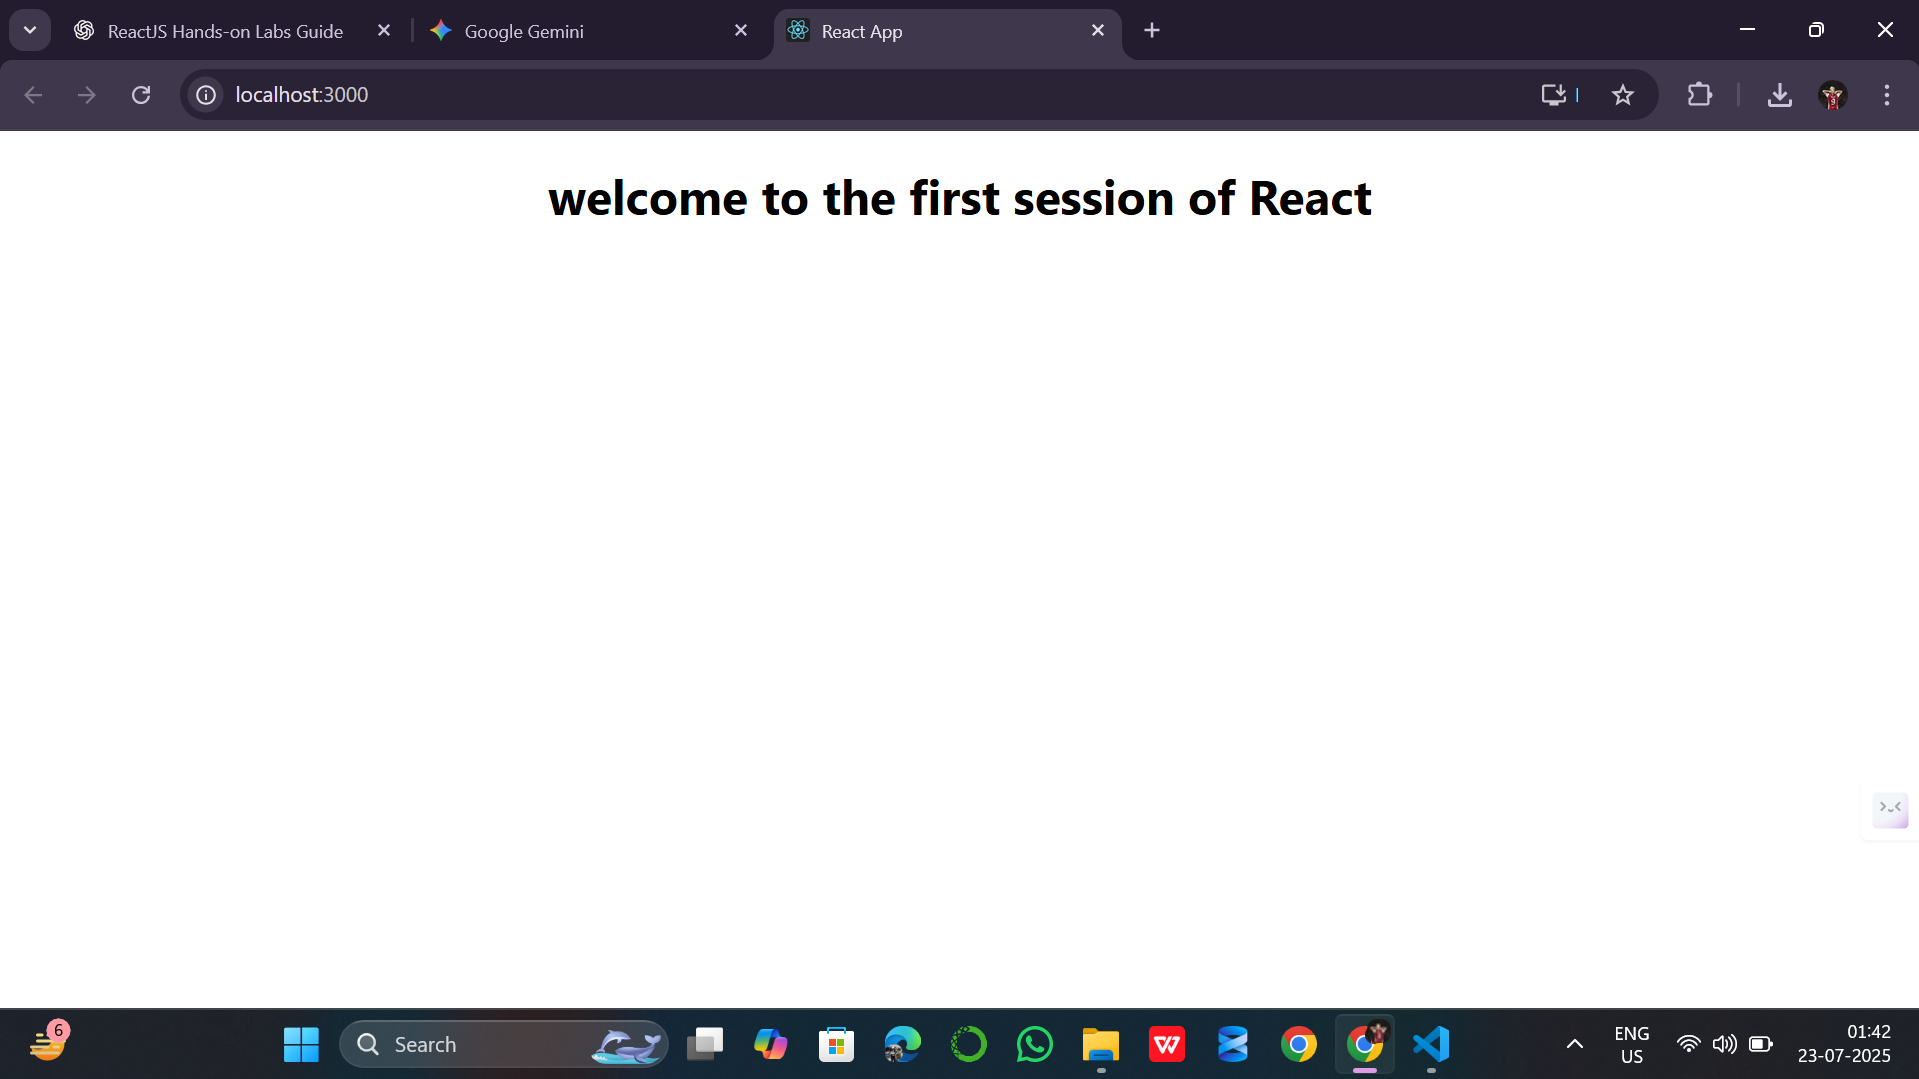 ReactJS Hands-on Labs Guide
Google Gemini
React App
localhost:3000
welcome to the first session of React
6
Search
W
ENG
US
01:42
23-07-2025